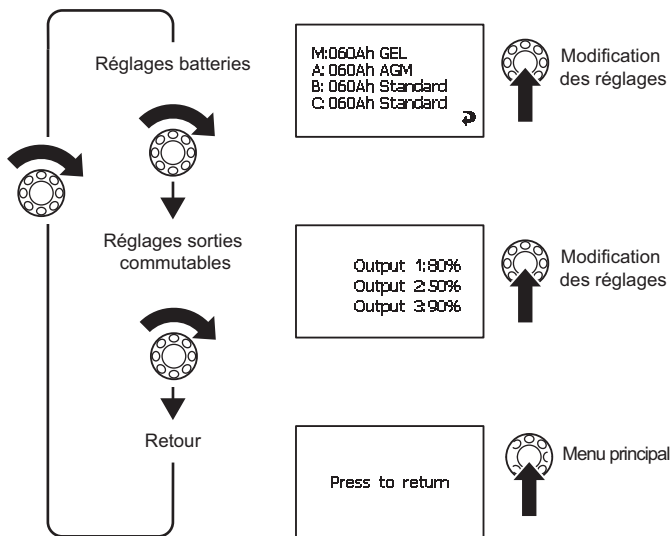 Réglages batteries
M:060Ah GEL
A: 060Ah AGM
B: 060Ah Standard
C: 060Ah Standard
Modification
des réglages
Réglages sorties
commutables
Output 1:80%
Output 2:50%
Output 3:90%
Modification
des réglages
Retour
Press to return
Menu principal